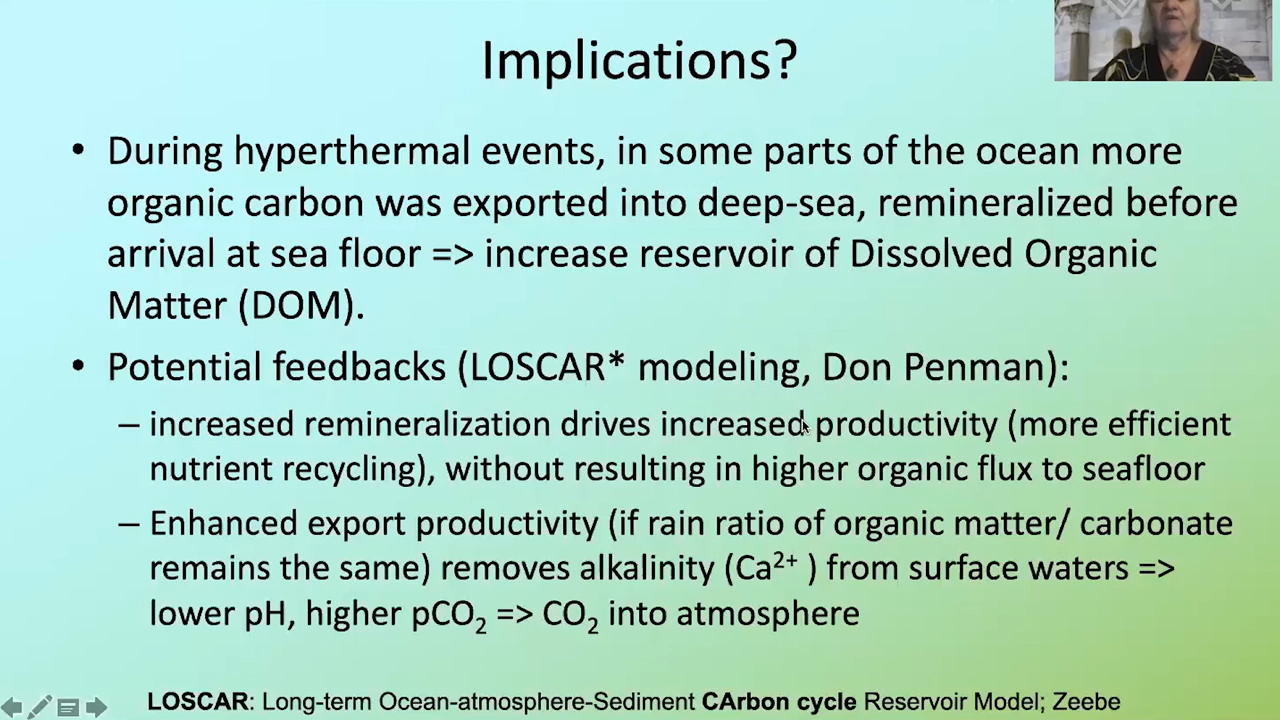 Implications?
• During hyperthermal events, in some parts of the ocean more
organic carbon was exported into deep-sea, remineralized before
arrival at sea floor => increase reservoir of Dissolved Organic
Matter (DOM).
• Potential feedbacks (LOSCAR* modeling, Don Penman):
– increased remineralization drives increased productivity (more efficient
nutrient recycling), without resulting in higher organic flux to seafloor
– Enhanced export productivity (if rain ratio of organic matter/ carbonate
remains the same) removes alkalinity (Ca²⁺ ) from surface waters =>
lower pH, higher pCO₂ => CO₂ into atmosphere
LOSCAR: Long-term Ocean-atmosphere-Sediment CArbon cycle Reservoir Model; Zeebe